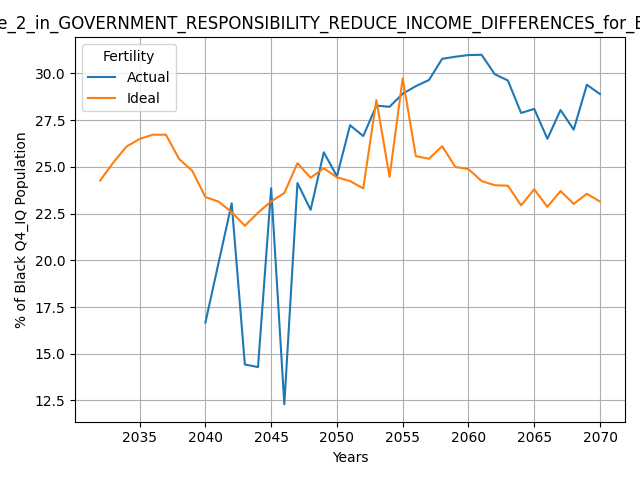 e_2_in_GOVERNMENT_RESPONSIBILITY_REDUCE_INCOME_DIFFERENCES_for_B
Fertility
Actual
Ideal
% of Black Q4_IQ Population
30.0
27.5
25.0
22.5
20.0
17.5
15.0
12.5
2035
2040
2045
2050
2055
2060
2065
2070
Years